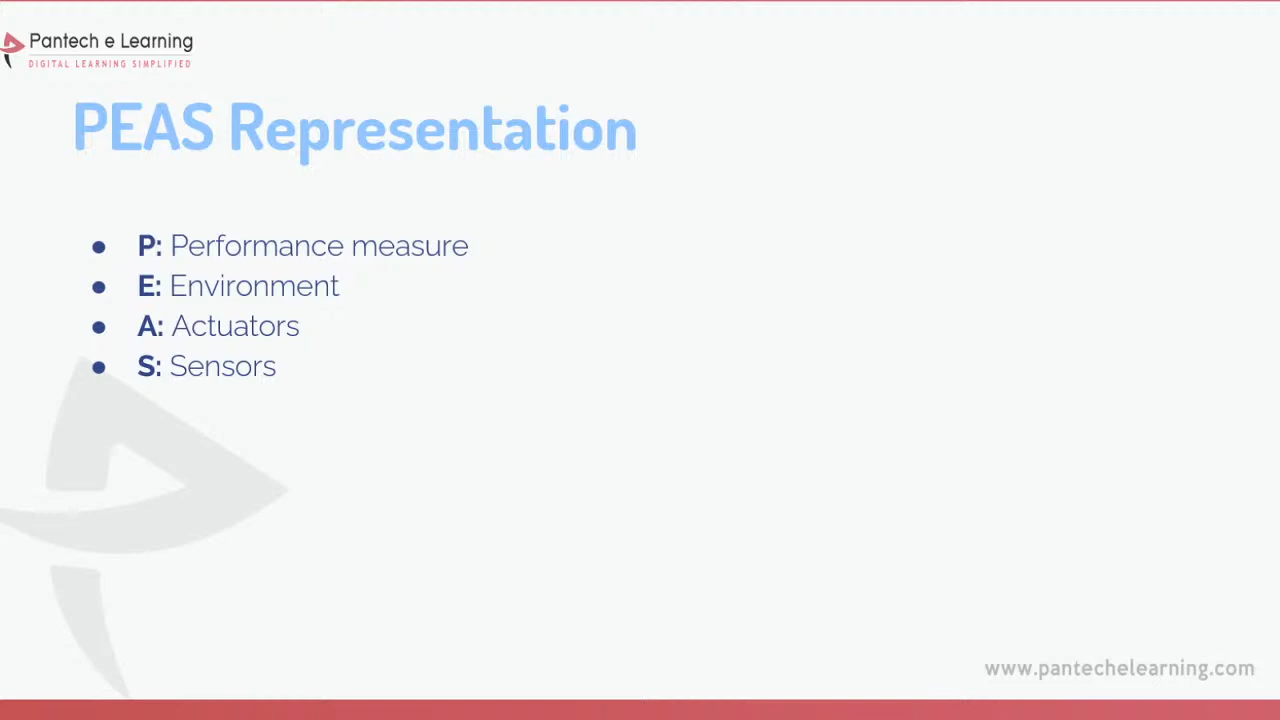 Pantech e Learning
DIGITAL LEARNING SIMPLIFIED
PEAS Representation
● P: Performance measure
● E: Environment
● A: Actuators
● S: Sensors
www.pantechelearning.com